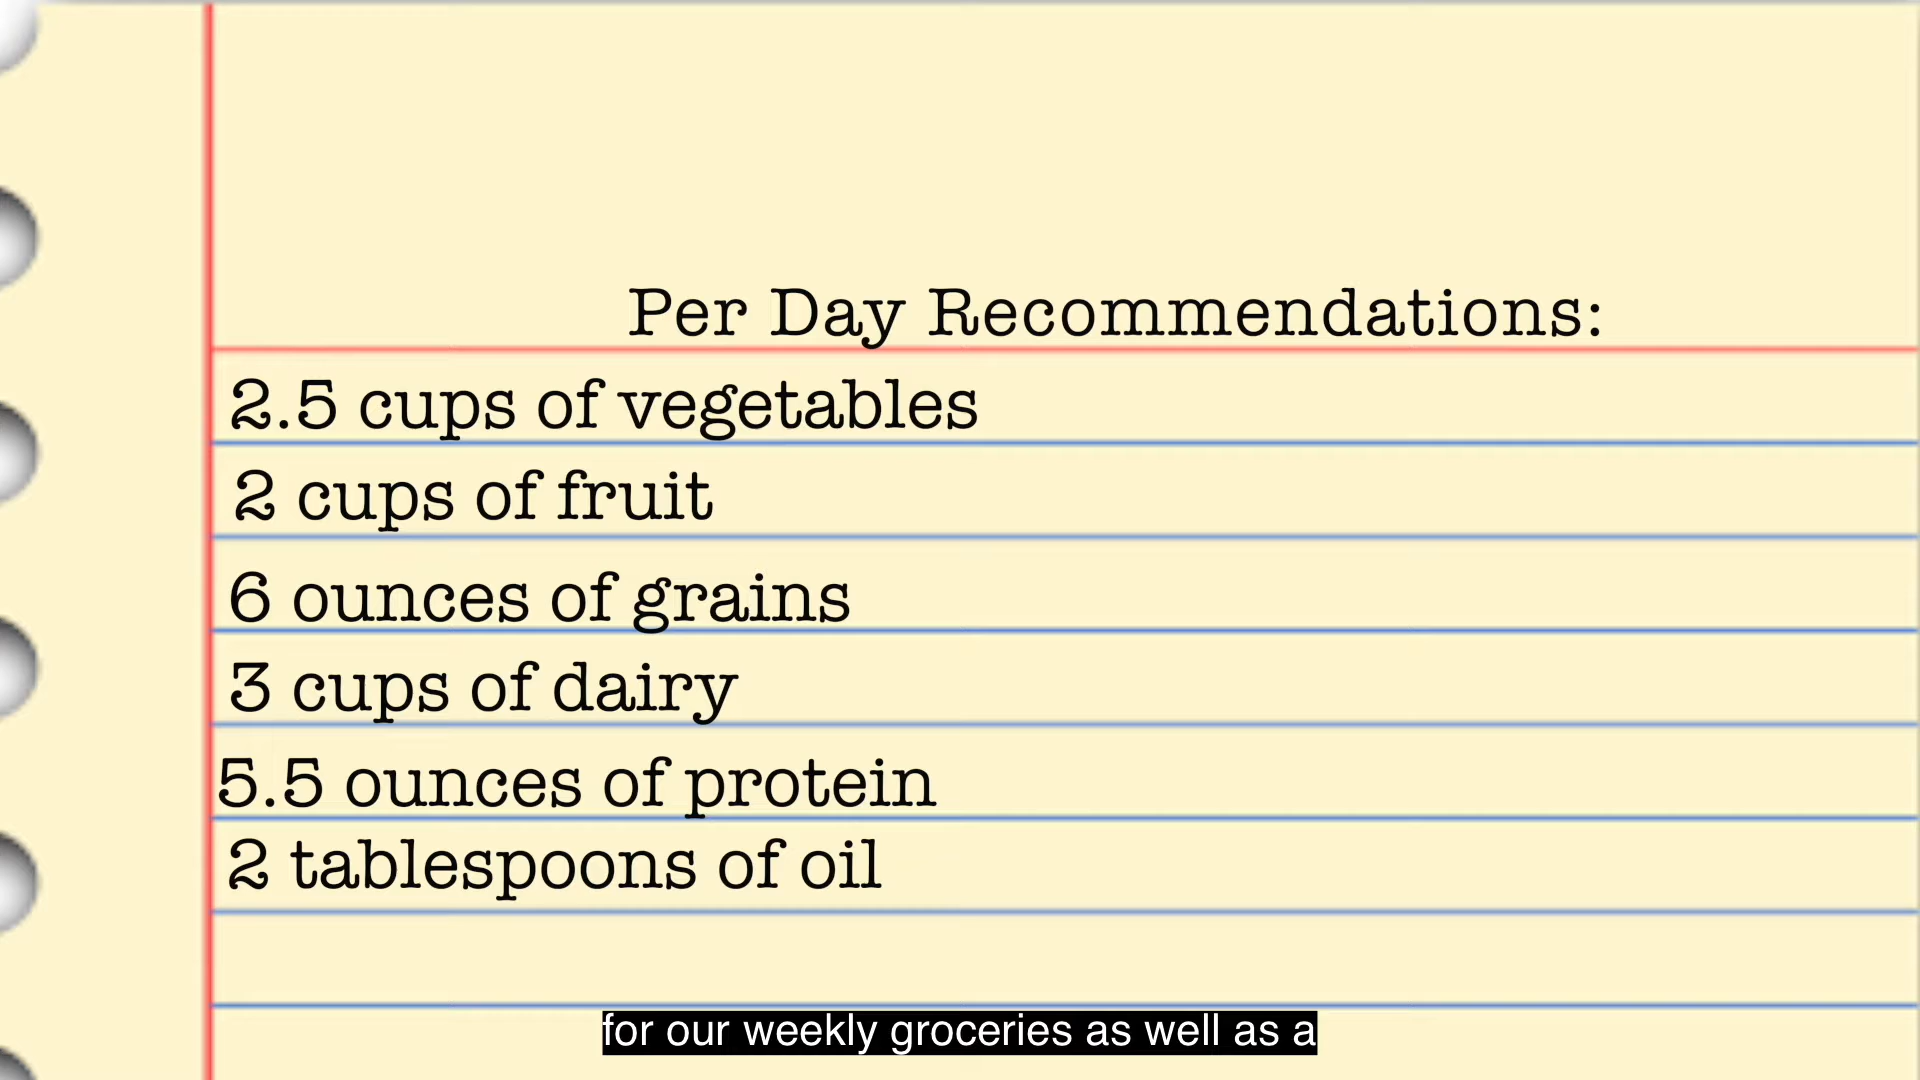 Per Day Recommendations:
2.5 cups of vegetables
2 cups of fruit
6 ounces of grains
3 cups of dairy
5.5 ounces of protein
2 tablespoons of oil
for our weekly groceries as well as a